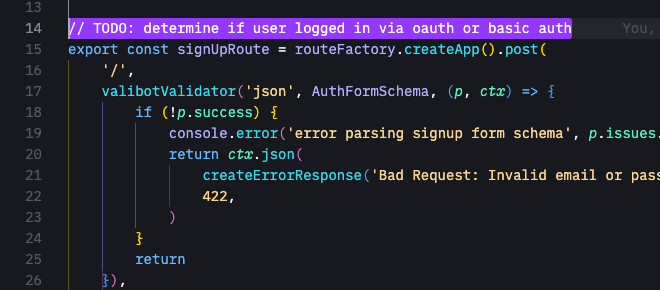 13
14 // TODO: determine if user logged in via oauth or basic auth You,
15 export const signUpRoute = routeFactory.createApp().post(
16 '/',
17 valibotValidator('json', AuthFormSchema, (p, ctx) => {
18 if (!p.success) {
19 console.error('error parsing signup form schema', p.issues.
20 return ctx.json(
21 createErrorResponse('Bad Request: Invalid email or pass
22 422,
23 )
24 }
25 return
26 }),